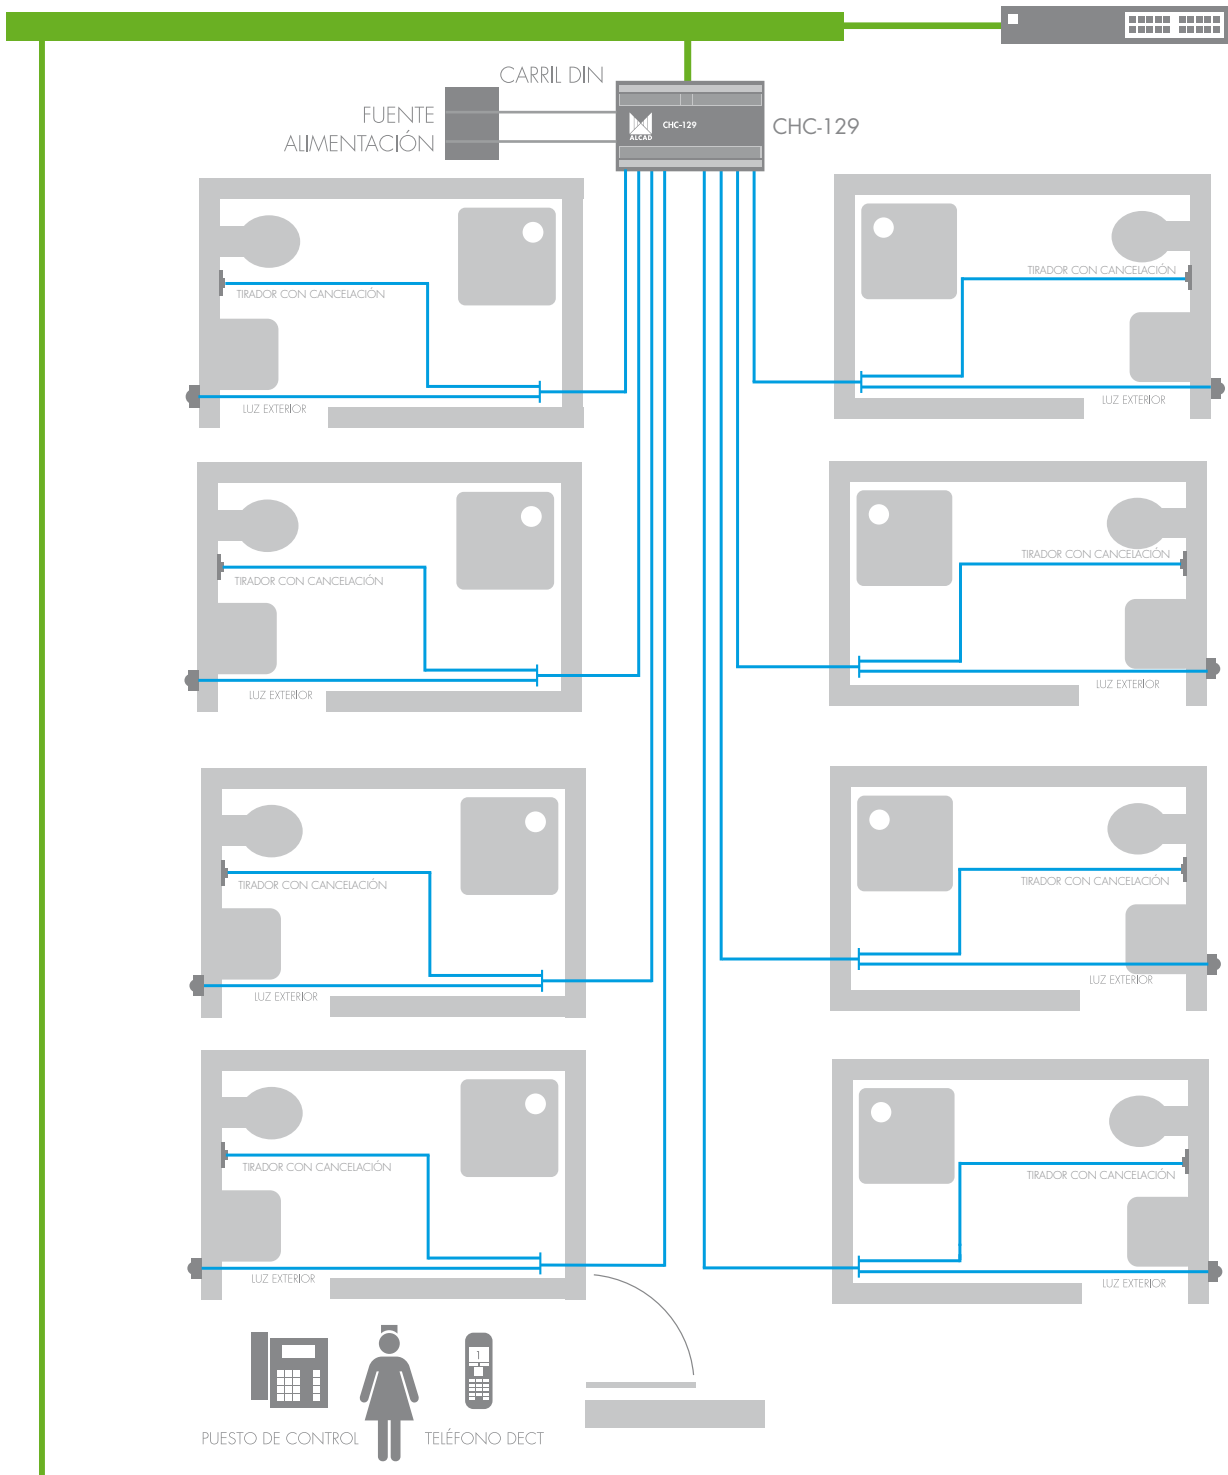 CARRIL DIN
FUENTE
ALIMENTACIÓN
CHC-129
ALCAD
CHC-129
TIRADOR CON CANCELACIÓN
LUZ EXTERIOR
TIRADOR CON CANCELACIÓN
LUZ EXTERIOR
TIRADOR CON CANCELACIÓN
LUZ EXTERIOR
TIRADOR CON CANCELACIÓN
LUZ EXTERIOR
TIRADOR CON CANCELACIÓN
LUZ EXTERIOR
TIRADOR CON CANCELACIÓN
LUZ EXTERIOR
TIRADOR CON CANCELACIÓN
LUZ EXTERIOR
TIRADOR CON CANCELACIÓN
LUZ EXTERIOR
1
PUESTO DE CONTROL
TELÉFONO DECT